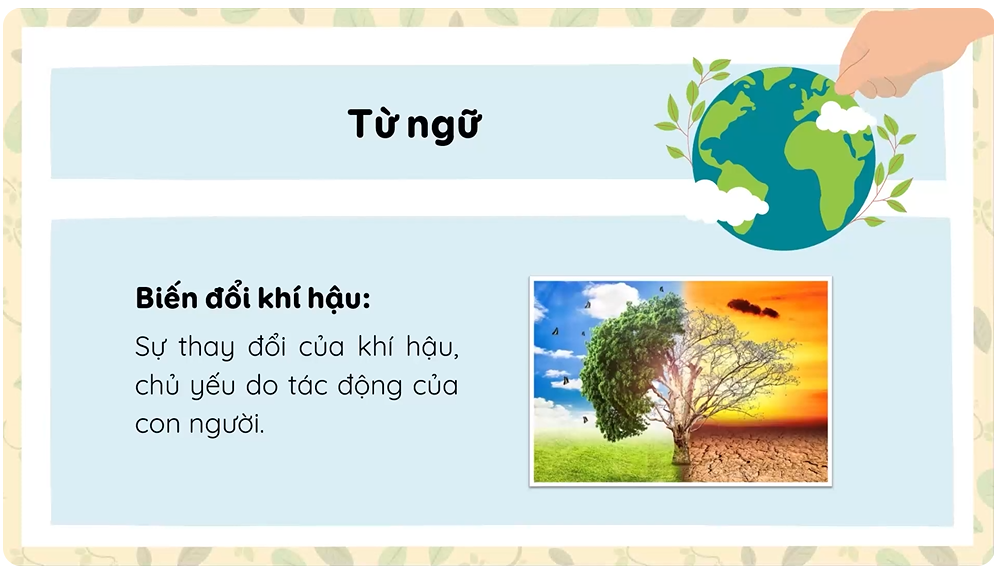 Từ ngữ
Biến đổi khí hậu:
Sự thay đổi của khí hậu,
chủ yếu do tác động của
con người.